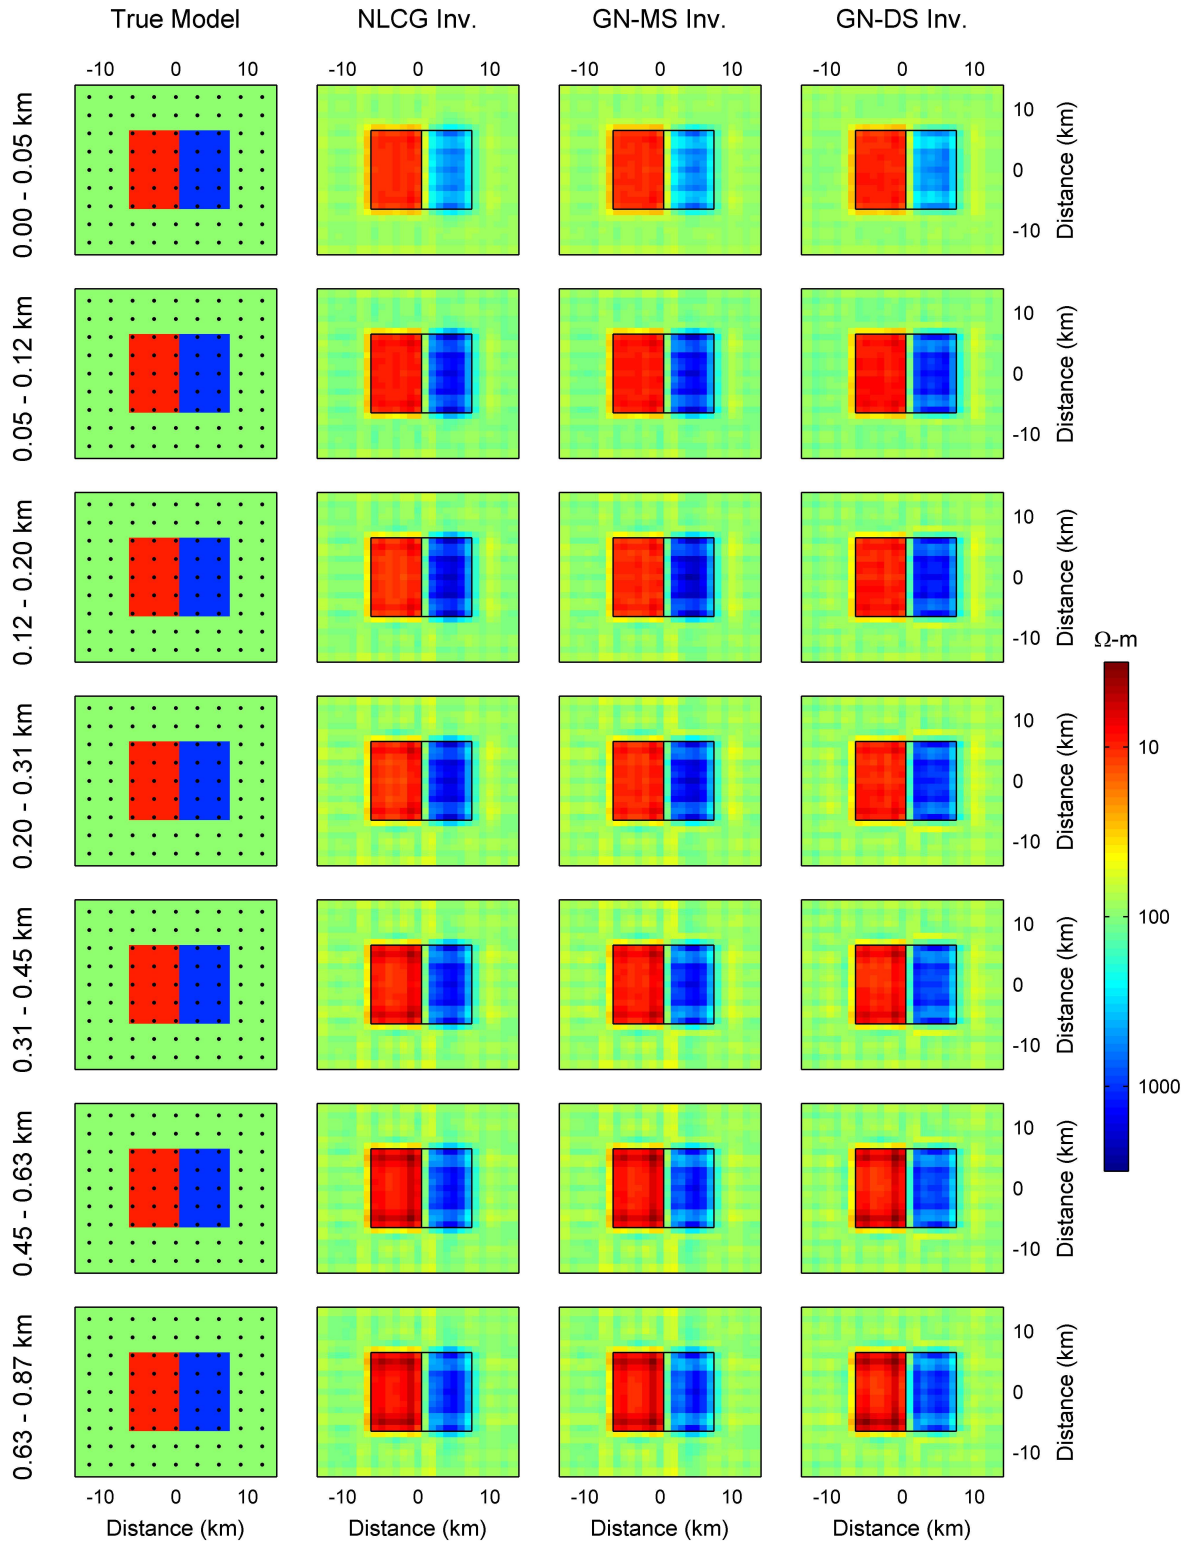 True Model NLCG Inv. GN-MS Inv. GN-DS Inv.
-10 0 10 -10 0 10 -10 0 10 -10 0 10
0.00 - 0.05 km
10
0
-10
Distance (km)
0.05 - 0.12 km
10
0
-10
Distance (km)
0.12 - 0.20 km
10
0
-10
Distance (km)
0.20 - 0.31 km
10
0
-10
Distance (km)
0.31 - 0.45 km
10
0
-10
Distance (km)
0.45 - 0.63 km
10
0
-10
Distance (km)
0.63 - 0.87 km
10
0
-10
Distance (km)
Ω-m
10
100
1000
-10 0 10 -10 0 10 -10 0 10 -10 0 10
Distance (km) Distance (km) Distance (km) Distance (km)